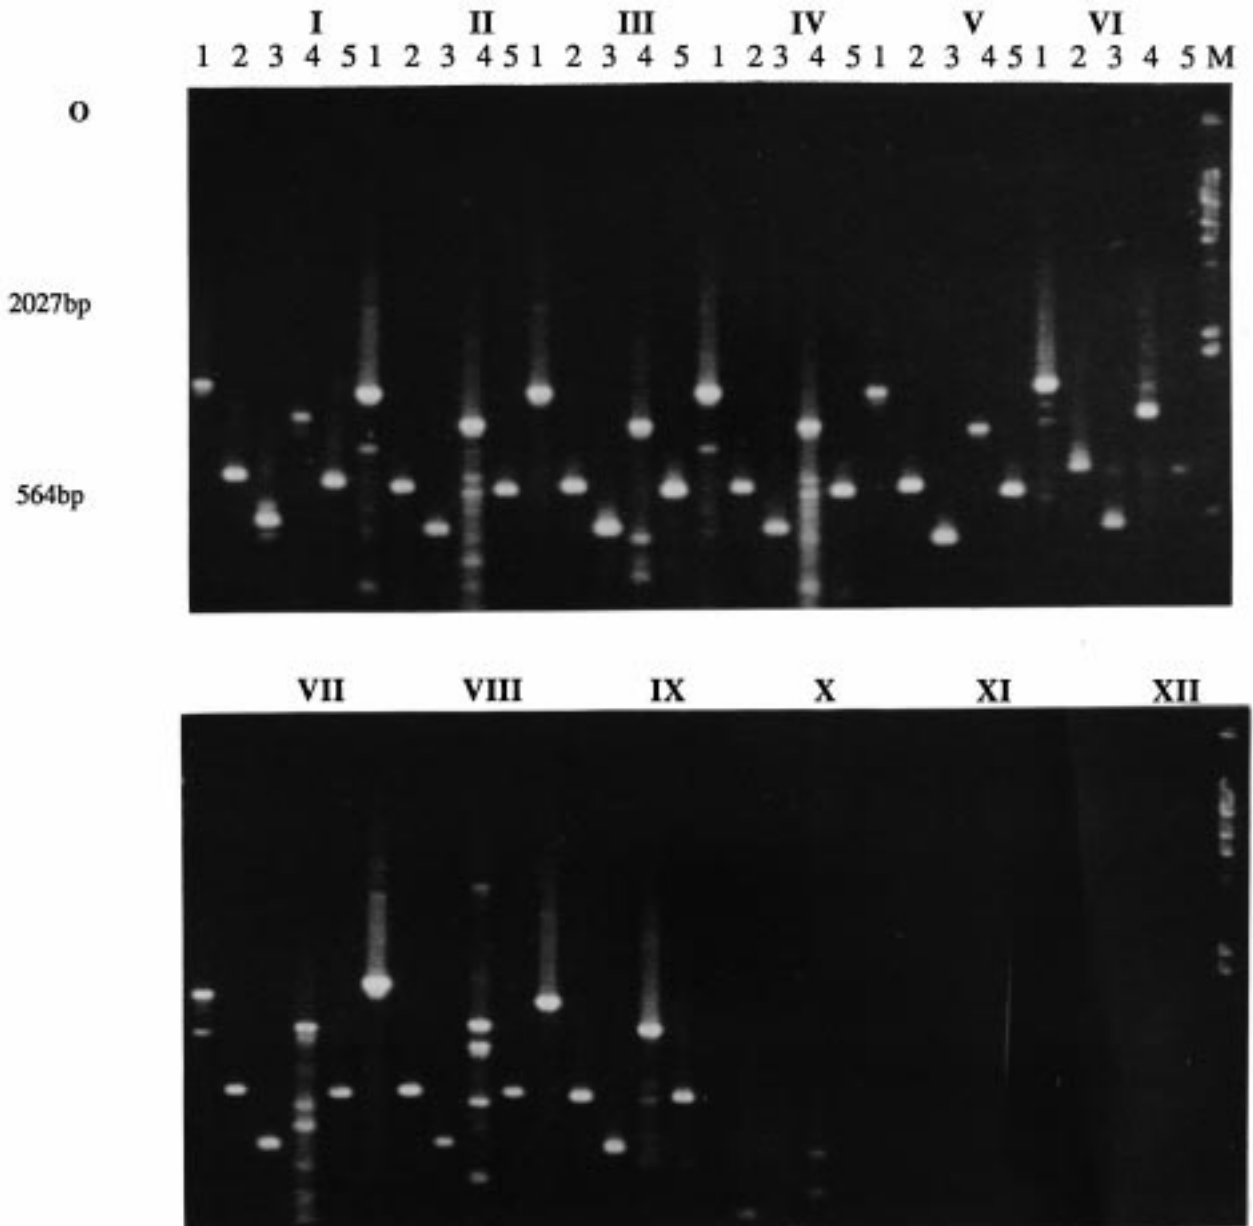 I II III IV V VI
1 2 3 4 5 1 2 3 4 5 1 2 3 4 5 1 2 3 4 5 1 2 3 4 5 1 2 3 4 5 M
O
2027bp
564bp
VII VIII IX X XI XII